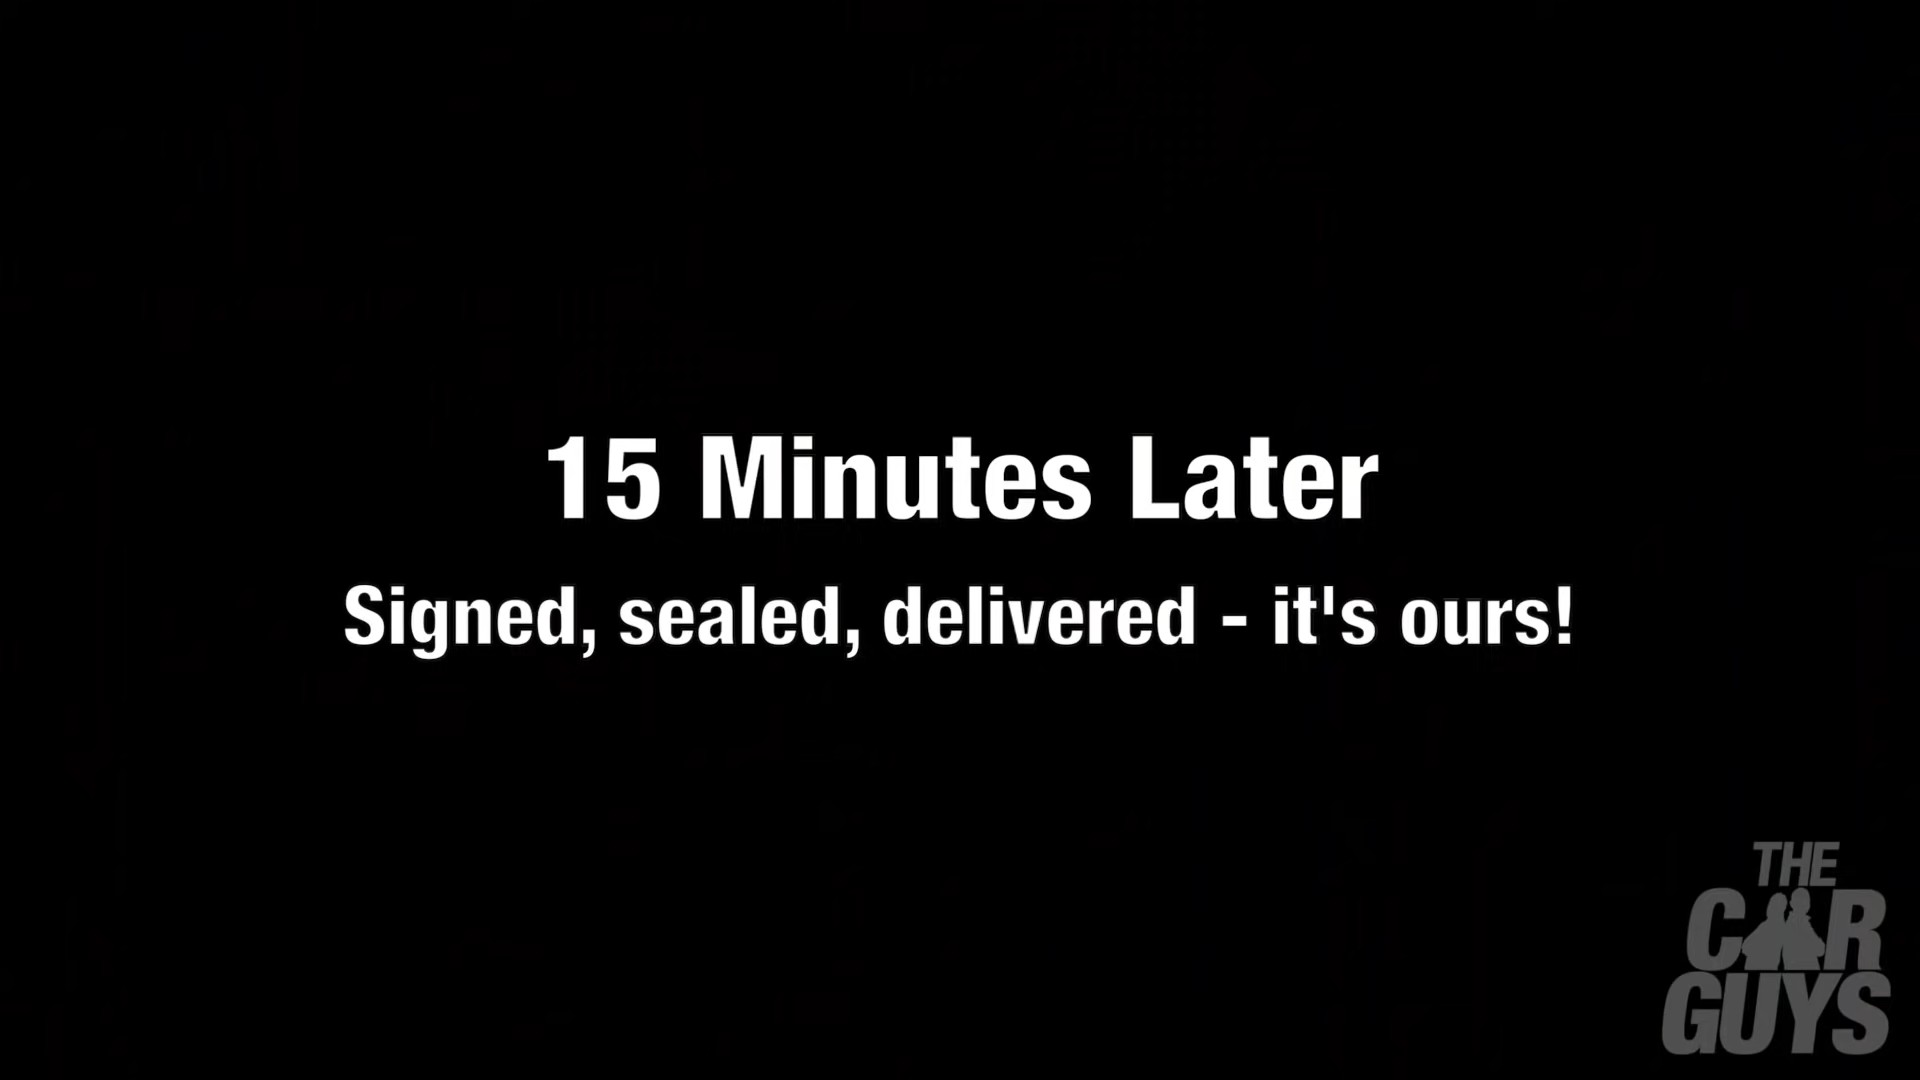 15 Minutes Later
Signed, sealed, delivered - it's ours!
THE
CAR
GUYS